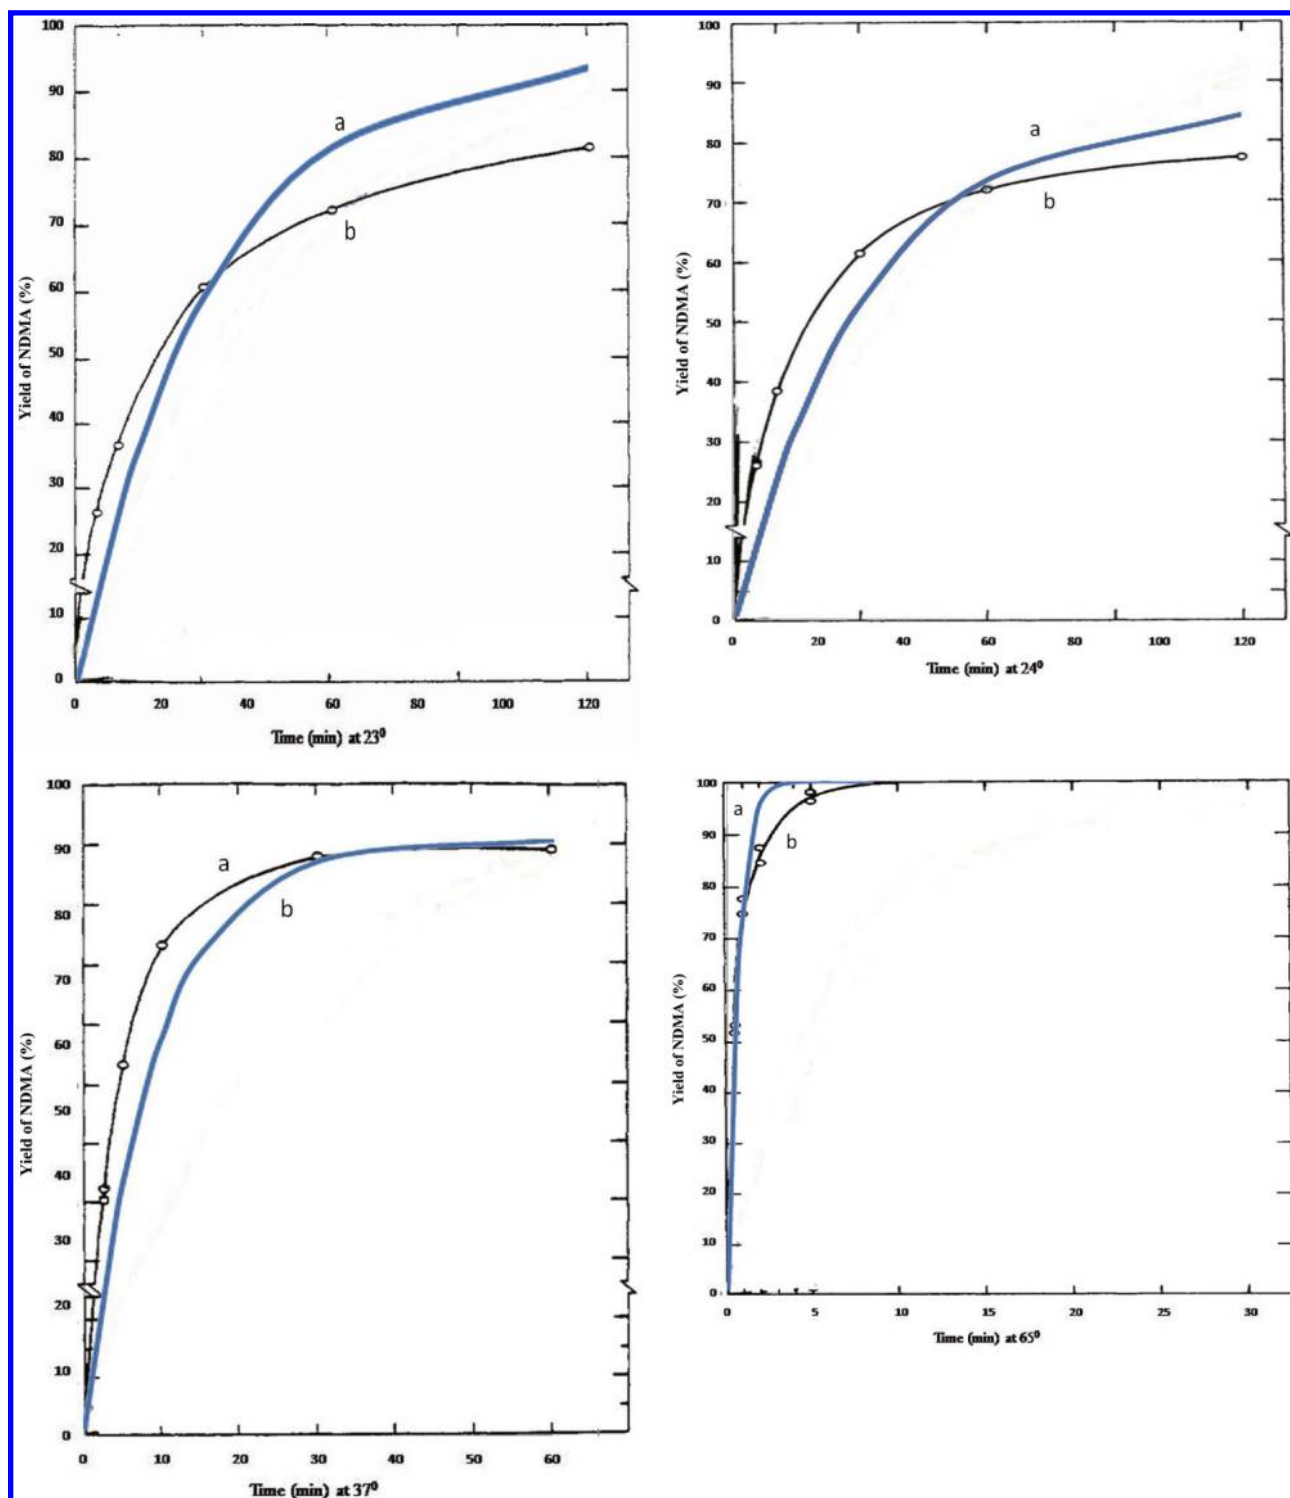 100
90
80
70
60
50
40
30
20
10
0
Yield of NDMA (%)
a
b
0 20 40 60 80 100 120
Time (min) at 23⁰
100
90
80
70
60
50
40
30
20
10
0
Yield of NDMA (%)
a
b
0 20 40 60 80 100 120
Time (min) at 24⁰
100
90
80
70
60
50
40
30
20
10
0
Yield of NDMA (%)
a
b
0 10 20 30 40 50 60
Time (min) at 37⁰
100
90
80
70
60
50
40
30
20
10
0
Yield of NDMA (%)
a
b
0 5 10 15 20 25 30
Time (min) at 65⁰